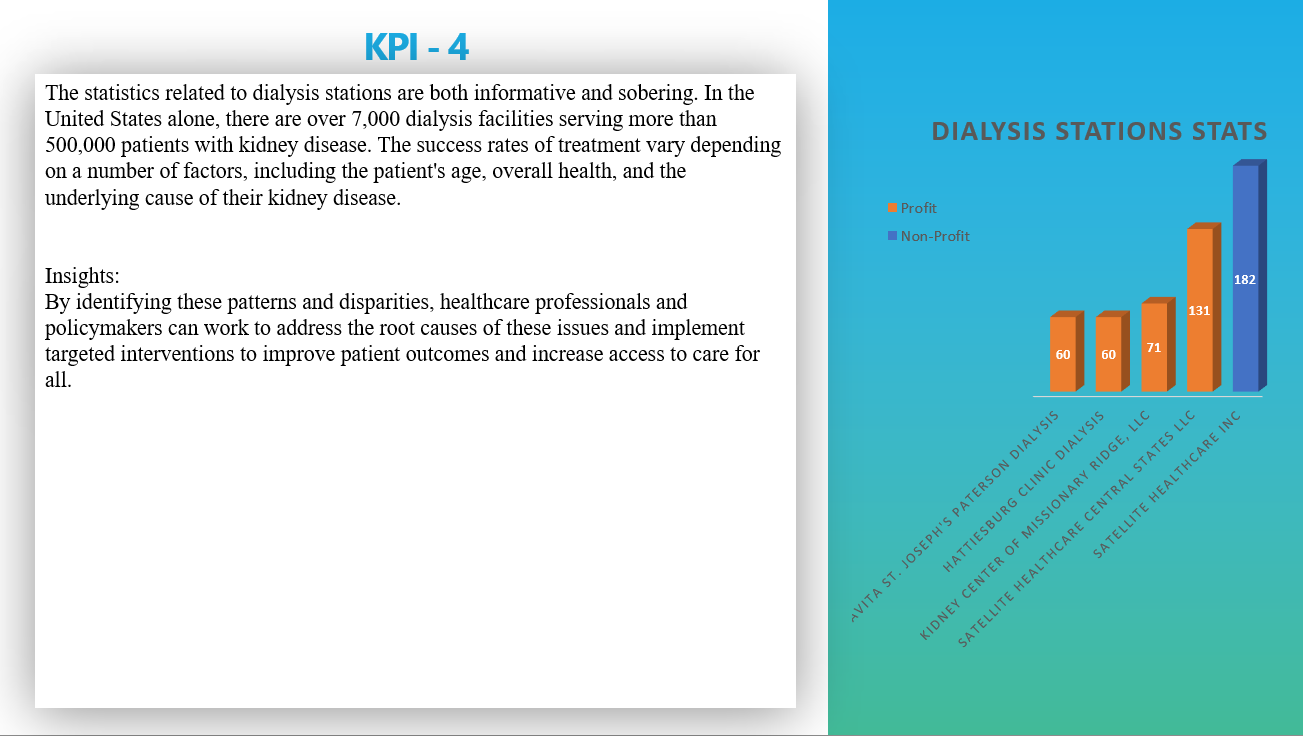 KPI - 4
The statistics related to dialysis stations are both informative and sobering. In the
United States alone, there are over 7,000 dialysis facilities serving more than
500,000 patients with kidney disease. The success rates of treatment vary depending
on a number of factors, including the patient's age, overall health, and the
underlying cause of their kidney disease.
Insights:
By identifying these patterns and disparities, healthcare professionals and
policymakers can work to address the root causes of these issues and implement
targeted interventions to improve patient outcomes and increase access to care for
all.
DIALYSIS STATIONS STATS
Profit
Non-Profit
60
60
71
131
182
ST. JOSEPH'S PATERSON DIALYSIS
HATTIESBURG CLINIC DIALYSIS
KIDNEY CENTER OF MISSIONARY RIDGE, LLC
SATELLITE HEALTHCARE CENTRAL STATES LLC
SATELLITE HEALTHCARE INC